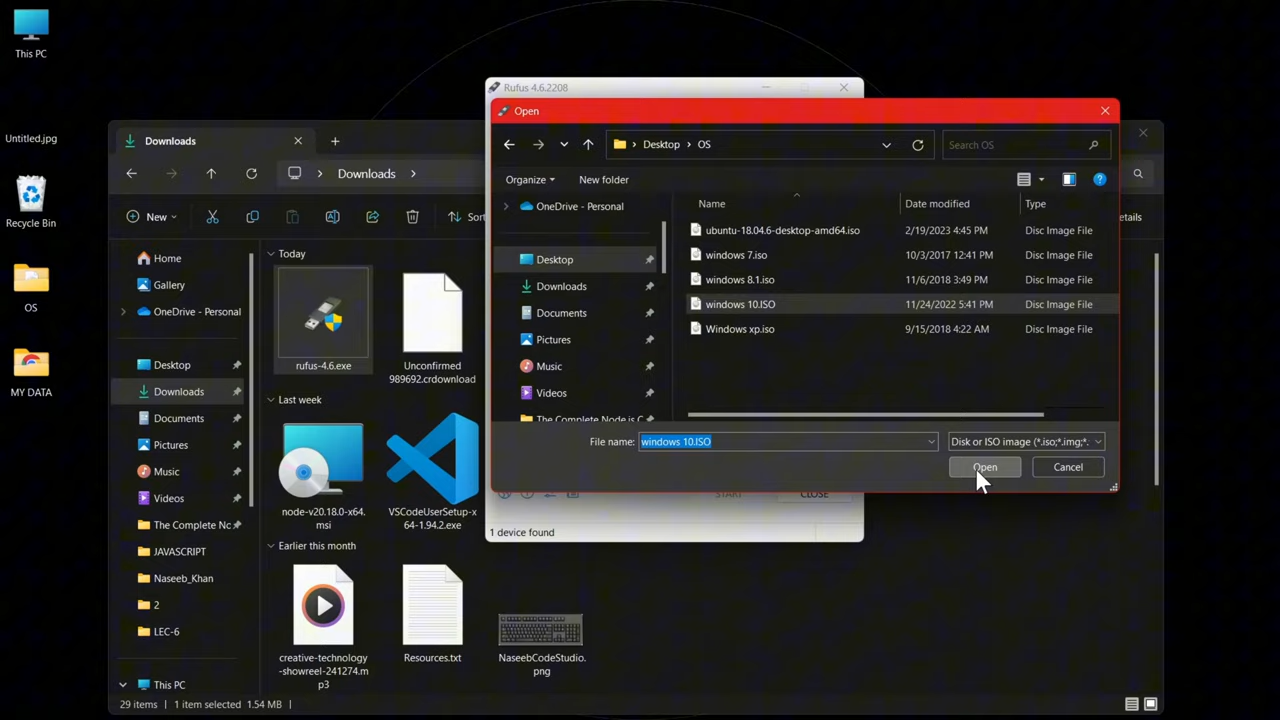 This PC
Untitled.jpg
Recycle Bin
OS
MY DATA
Downloads
Downloads
New
Sort
Details
Home
Gallery
OneDrive - Personal
Desktop
Downloads
Documents
Pictures
Music
Videos
The Complete Nc
JAVASCRIPT
Naseeb_Khan
2
LEC-6
This PC
Today
rufus-4.6.exe
Unconfirmed
989692.crdownload
Last week
node-v20.18.0-x64.
msi
VSCodeUserSetup-x
64-1.94.2.exe
Earlier this month
creative-technology
-showreel-241274.m
p3
Resources.txt
NaseebCodeStudio.
png
29 items
1 item selected 1.54 MB
Rufus 4.6.2208
Open
Desktop
OS
Search OS
Organize
New folder
OneDrive - Personal
Desktop
Downloads
Documents
Pictures
Music
Videos
The Complete Node.js C
Name Date modified Type
ubuntu-18.04.6-desktop-amd64.iso 2/19/2023 4:45 PM Disc Image File
windows 7.iso 10/3/2017 12:41 PM Disc Image File
windows 8.1.iso 11/6/2018 3:49 PM Disc Image File
windows 10.ISO 11/24/2022 5:41 PM Disc Image File
Windows xp.iso 9/15/2018 4:22 AM Disc Image File
File name: windows 10.ISO
Disk or ISO image (*.iso;*.img;*.
Open
Cancel
START
CLOSE
1 device found